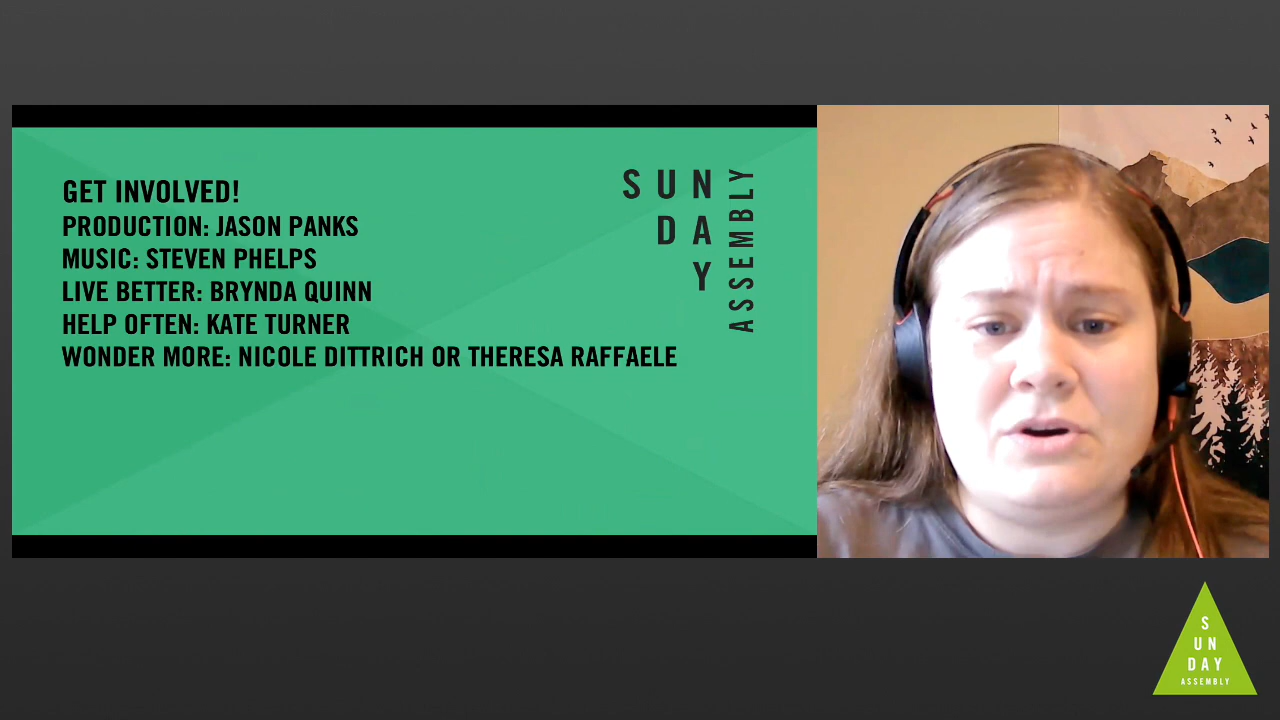 GET INVOLVED!
PRODUCTION: JASON PANKS
MUSIC: STEVEN PHELPS
LIVE BETTER: BRYNDA QUINN
HELP OFTEN: KATE TURNER
WONDER MORE: NICOLE DITTRICH OR THERESA RAFFAELE
SUN
DA
Y
ASSEMBLY
S
UN
DAY
ASSEMBLY